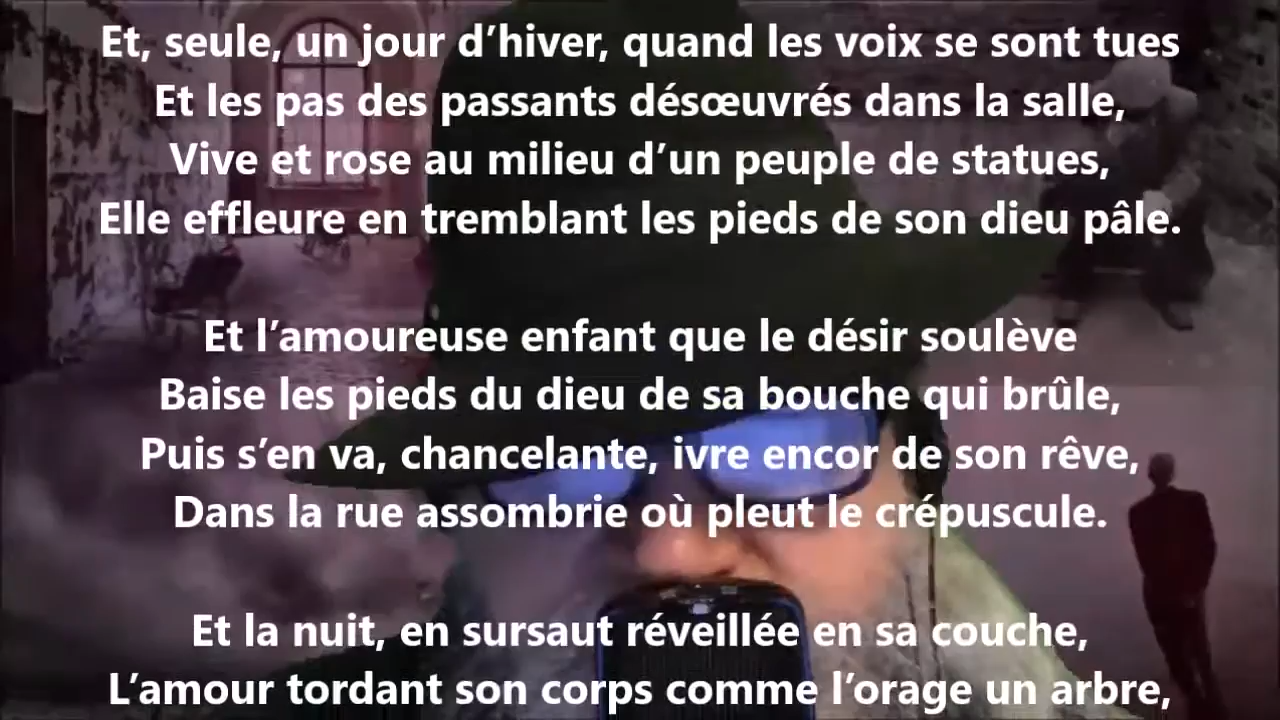 Et, seule, un jour d’hiver, quand les voix se sont tues
Et les pas des passants désœuvrés dans la salle,
Vive et rose au milieu d’un peuple de statues,
Elle effleure en tremblant les pieds de son dieu pâle.
Et l’amoureuse enfant que le désir soulève
Baise les pieds du dieu de sa bouche qui brûle,
Puis s’en va, chancelante, ivre encor de son rêve,
Dans la rue assombrie où pleut le crépuscule.
Et la nuit, en sursaut réveillée en sa couche,
L’amour tordant son corps comme l’orage un arbre,